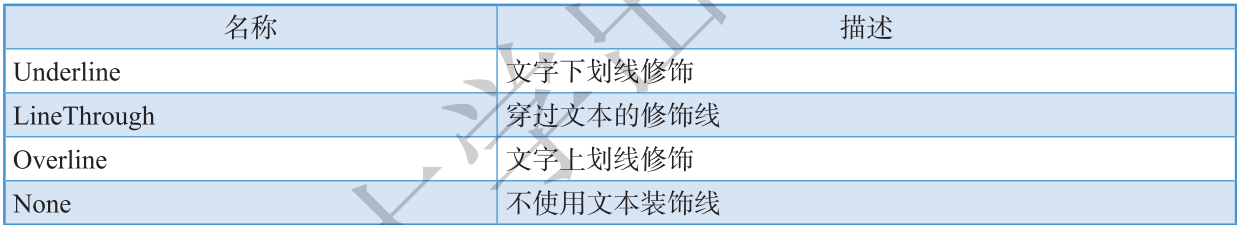 名称 描述
Underline 文字下划线修饰
LineThrough 穿过文本的修饰线
Overline 文字上划线修饰
None 不使用文本装饰线